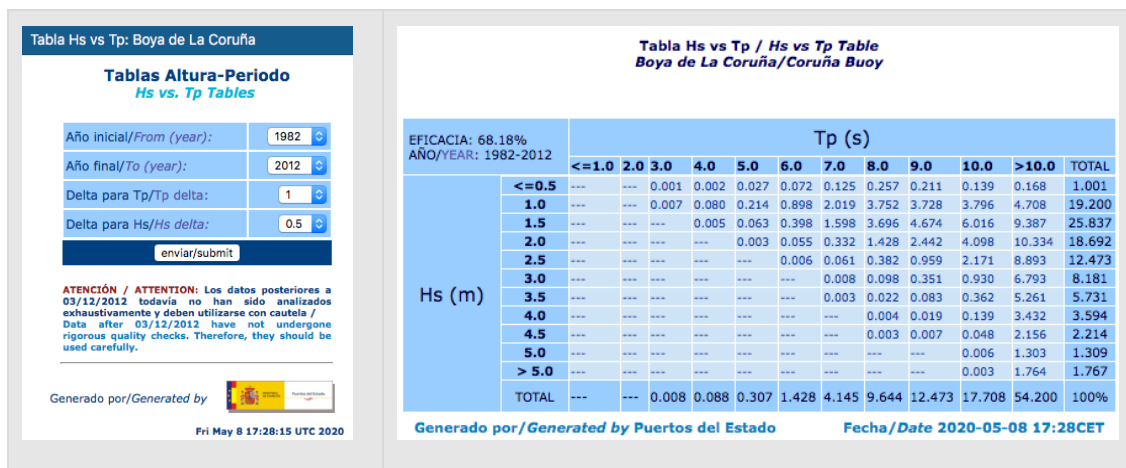 Tabla Hs vs Tp: Boya de La Coruña
Tablas Altura-Periodo
Hs vs. Tp Tables
Año inicial/From (year): 1982
Año final/To (year): 2012
Delta para Tp/Tp delta: 1
Delta para Hs/Hs delta: 0.5
enviar/submit
ATENCIÓN / ATTENTION: Los datos posteriores a
03/12/2012 todavía no han sido analizados
exhaustivamente y deben utilizarse con cautela /
Data after 03/12/2012 have not undergone
rigorous quality checks. Therefore, they should be
used carefully.
Generado por/Generated by
Fri May 8 17:28:15 UTC 2020
Tabla Hs vs Tp / Hs vs Tp Table
Boya de La Coruña/Coruña Buoy
EFICACIA: 68.18%
AÑO/YEAR: 1982-2012
Tp (s)
<=1.0 2.0 3.0 4.0 5.0 6.0 7.0 8.0 9.0 10.0 >10.0 TOTAL
Hs (m)
<=0.5 --- --- 0.001 0.002 0.027 0.072 0.125 0.257 0.211 0.139 0.168 1.001
1.0 --- --- 0.007 0.080 0.214 0.898 2.019 3.752 3.728 3.796 4.708 19.200
1.5 --- --- --- 0.005 0.063 0.398 1.598 3.696 4.674 6.016 9.387 25.837
2.0 --- --- --- --- 0.003 0.055 0.332 1.428 2.442 4.098 10.334 18.692
2.5 --- --- --- --- --- 0.006 0.061 0.382 0.959 2.171 8.893 12.473
3.0 --- --- --- --- --- --- 0.008 0.098 0.351 0.930 6.793 8.181
3.5 --- --- --- --- --- --- 0.003 0.022 0.083 0.362 5.261 5.731
4.0 --- --- --- --- --- --- --- 0.004 0.019 0.139 3.432 3.594
4.5 --- --- --- --- --- --- --- 0.003 0.007 0.048 2.156 2.214
5.0 --- --- --- --- --- --- --- --- --- 0.006 1.303 1.309
> 5.0 --- --- --- --- --- --- --- --- --- 0.003 1.764 1.767
TOTAL --- --- 0.008 0.088 0.307 1.428 4.145 9.644 12.473 17.708 54.200 100%
Generado por/Generated by Puertos del Estado
Fecha/Date 2020-05-08 17:28CET